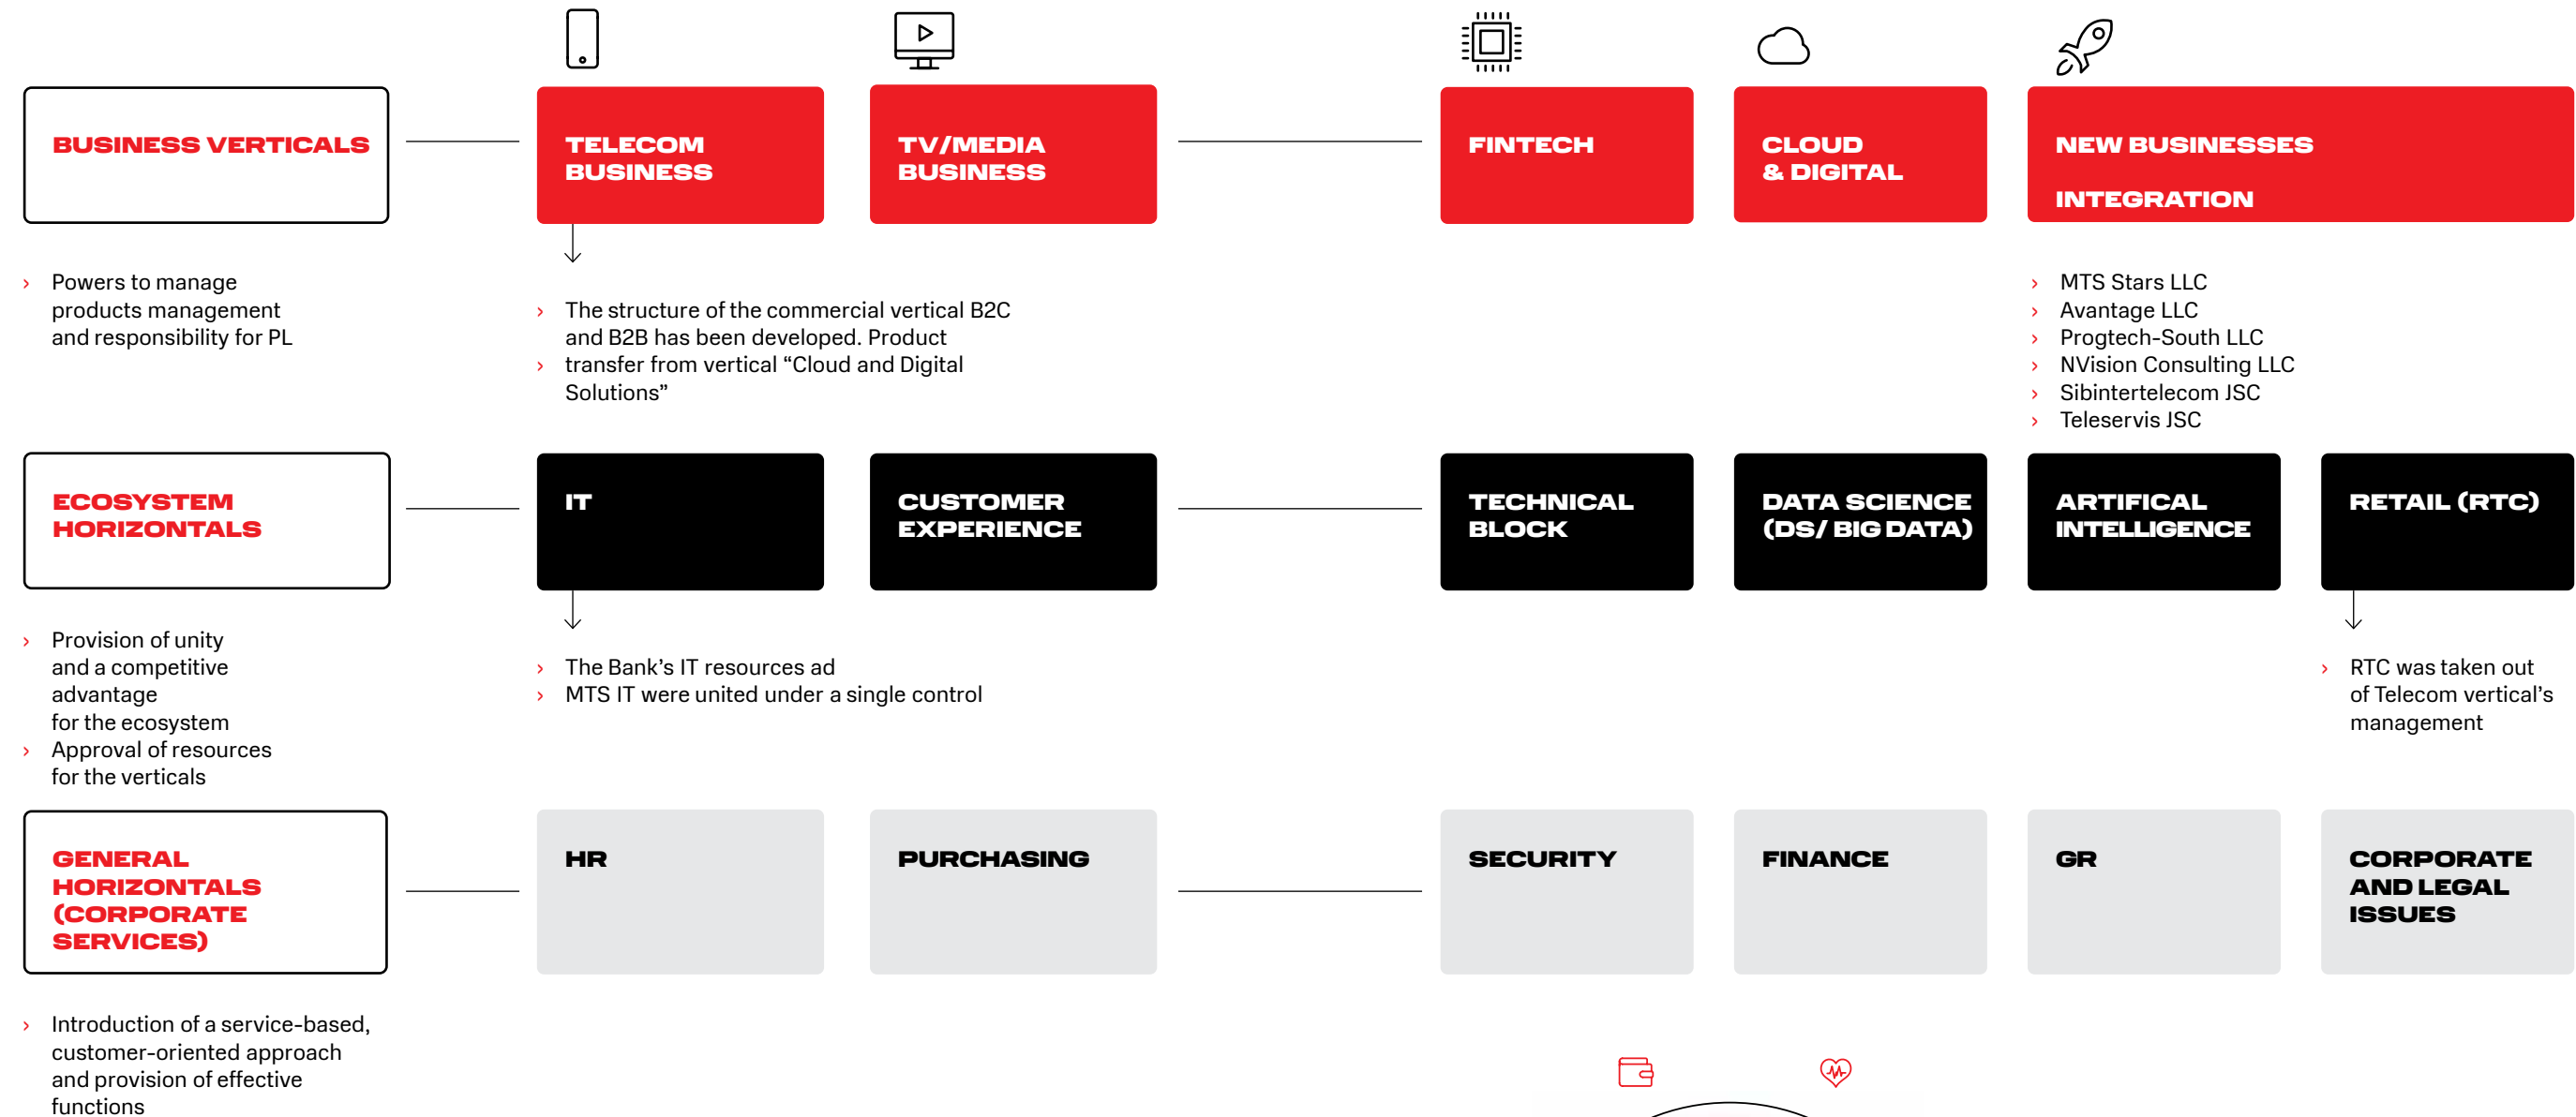 BUSINESS VERTICALS
TELECOM
BUSINESS
TV/MEDIA
BUSINESS
FINTECH
CLOUD
& DIGITAL
NEW BUSINESSES
INTEGRATION
› Powers to manage
products management
and responsibility for PL
› The structure of the commercial vertical B2C
and B2B has been developed. Product
› transfer from vertical “Cloud and Digital
Solutions”
› MTS Stars LLC
› Avantage LLC
› Progtech-South LLC
› NVision Consulting LLC
› Sibintertelecom JSC
› Teleservis JSC
ECOSYSTEM
HORIZONTALS
IT
CUSTOMER
EXPERIENCE
TECHNICAL
BLOCK
DATA SCIENCE
(DS/ BIG DATA)
ARTIFICAL
INTELLIGENCE
RETAIL (RTC)
› Provision of unity
and a competitive
advantage
for the ecosystem
› Approval of resources
for the verticals
› The Bank’s IT resources ad
› MTS IT were united under a single control
› RTC was taken out
of Telecom vertical’s
management
GENERAL
HORIZONTALS
(CORPORATE
SERVICES)
HR
PURCHASING
SECURITY
FINANCE
GR
CORPORATE
AND LEGAL
ISSUES
› Introduction of a service-based,
customer-oriented approach
and provision of effective
functions